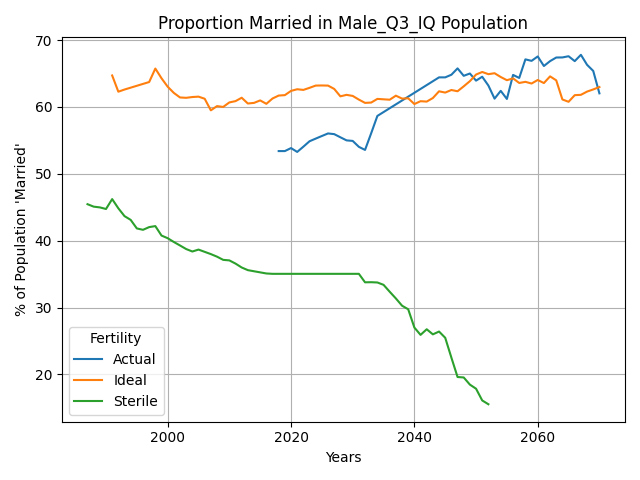 Proportion Married in Male_Q3_IQ Population
% of Population 'Married'
70
60
50
40
30
20
Fertility
Actual
Ideal
Sterile
2000 2020 2040 2060
Years